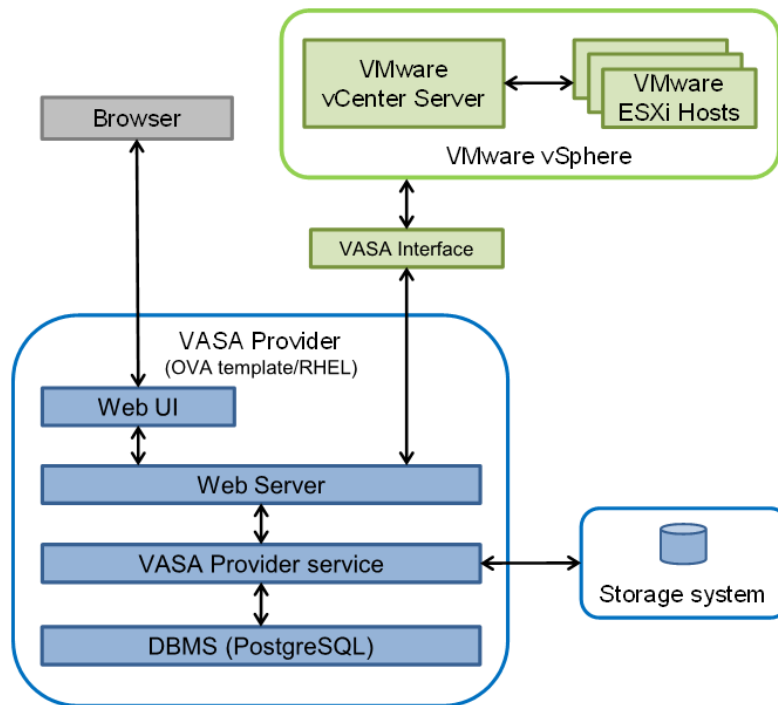 VMware
vCenter Server
VMware
ESXi Hosts
VMware vSphere
Browser
VASA Interface
VASA Provider
(OVA template/RHEL)
Web UI
Web Server
VASA Provider service
DBMS (PostgreSQL)
Storage system